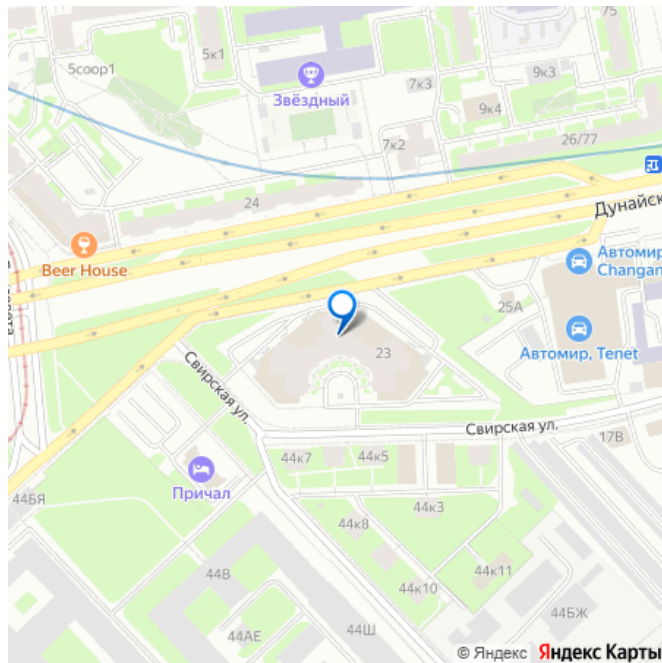 75
5к1
5соор1
9к3
Звёздный
7к3
9к4
26/77
7к2
24
Дунайск
Beer House
Автомир
Changan
25А
Автомир, Tenet
23
Свирская ул.
Свирская ул.
17В
44к7
44к5
Причал
44БЯ
44к3
44к8
44В
44к11
44к10
44БЖ
44Ш
44АЕ
© Яндекс Яндекс Карты